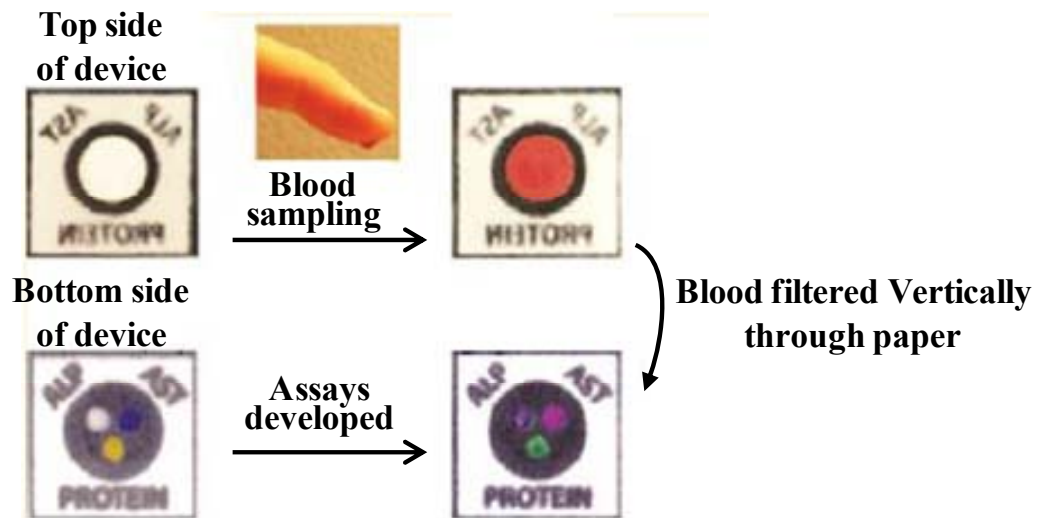 Top side
of device
AST ALP
PROTEIN
Blood
sampling
AST ALP
PROTEIN
Bottom side
of device
Blood filtered Vertically
through paper
ALP AST
PROTEIN
Assays
developed
ALP AST
PROTEIN